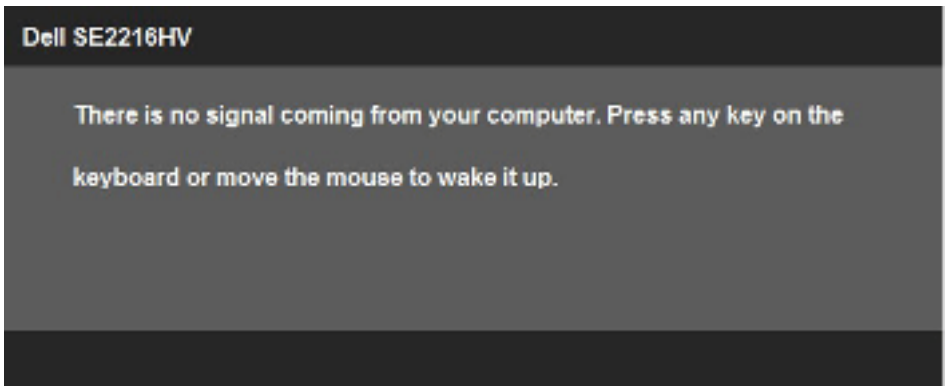 Dell SE2216HV
There is no signal coming from your computer. Press any key on the
keyboard or move the mouse to wake it up.